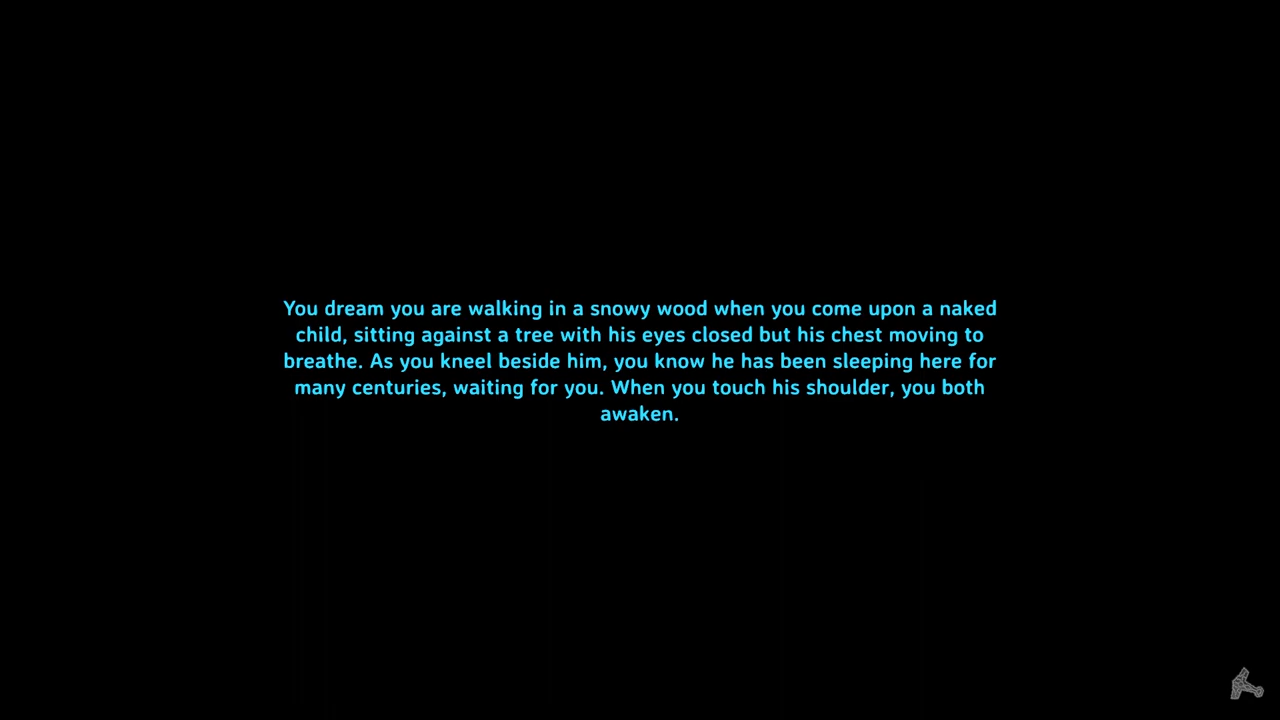 You dream you are walking in a snowy wood when you come upon a naked
child, sitting against a tree with his eyes closed but his chest moving to
breathe. As you kneel beside him, you know he has been sleeping here for
many centuries, waiting for you. When you touch his shoulder, you both
awaken.